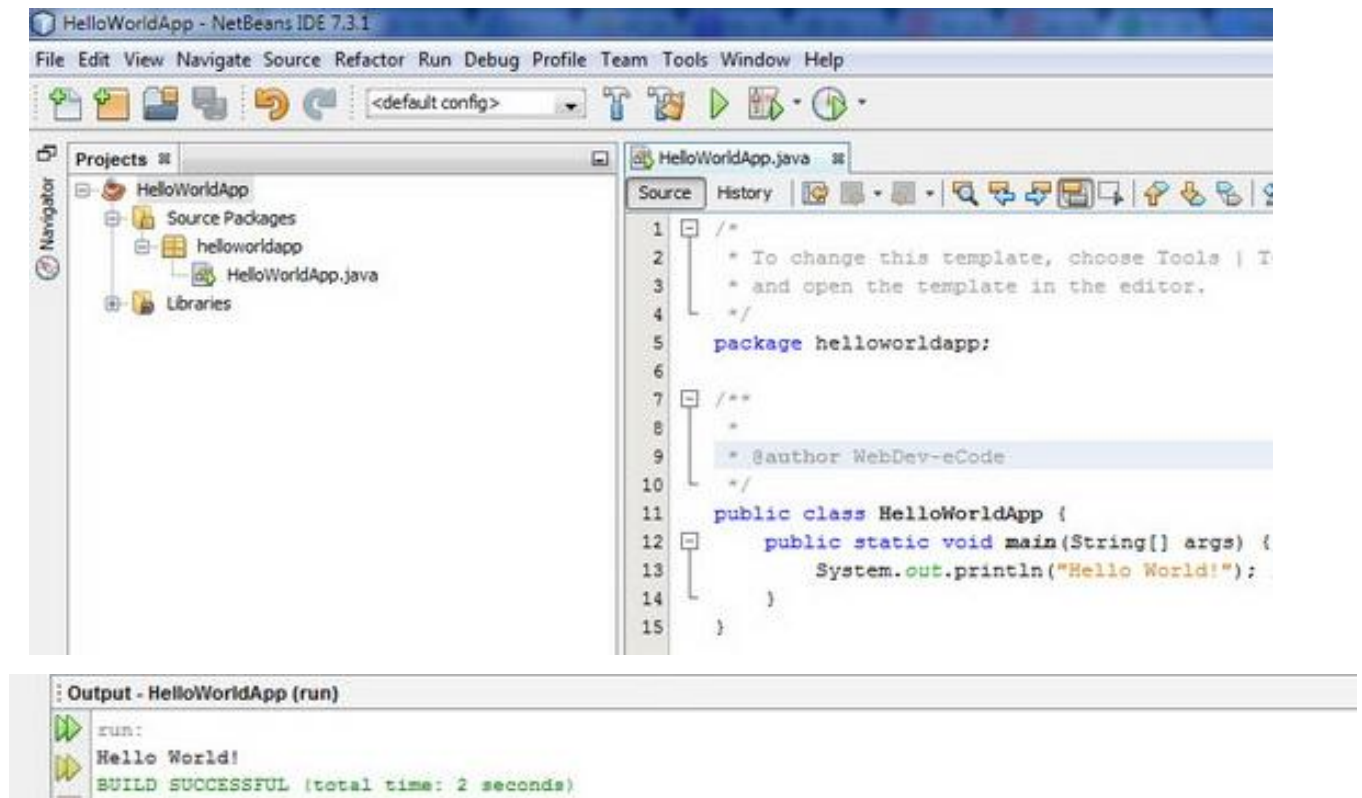 HelloWorldApp - NetBeans IDE 7.3.1
File Edit View Navigate Source Refactor Run Debug Profile Team Tools Window Help
<default config>
Projects
Navigator
HelloWorldApp
Source Packages
helloworldapp
HelloWorldApp.java
Libraries
HelloWorldApp.java
Source History
1 /*
2 * To change this template, choose Tools |
3 * and open the template in the editor.
4 */
5 package helloworldapp;
6
7 /**
8 *
9 * @author WebDev-eCode
10 */
11 public class HelloWorldApp {
12 public static void main(String[] args) {
13 System.out.println("Hello World!");
14 }
15 }
Output - HelloWorldApp (run)
run:
Hello World!
BUILD SUCCESSFUL (total time: 2 seconds)